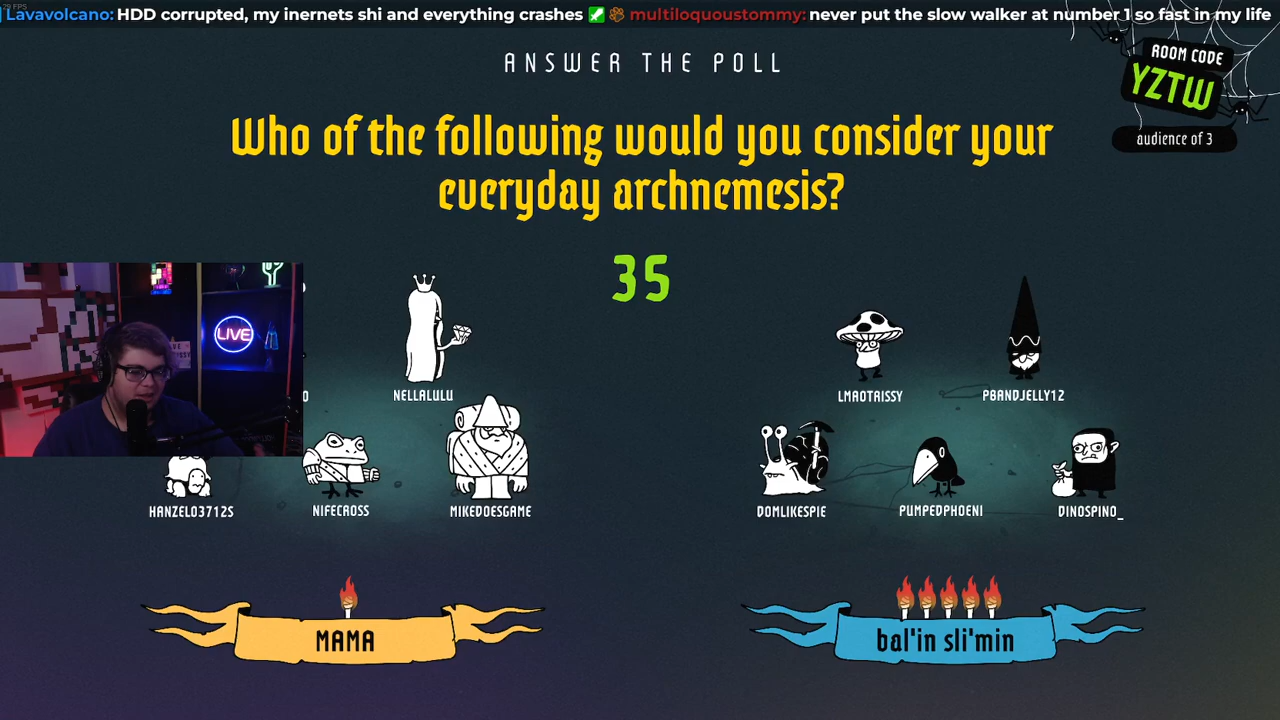 29 FPS
Lavavolcano: HDD corrupted, my inernets shi and everything crashes multiloquoustommy: never put the slow walker at number 1 so fast in my life
ANSWER THE POLL
ROOM CODE
YZTW
audience of 3
Who of the following would you consider your
everyday archnemesis?
35
LIVE
NELLALULU
LMAOTRISSY
PBANDJELLY12
HANZELO3712S
NIFECROSS
MIKEDOESGAME
DOMLIKESPIE
PUMPEDPHOENI
DINOSPINO_
MAMA
bal'in sli'min